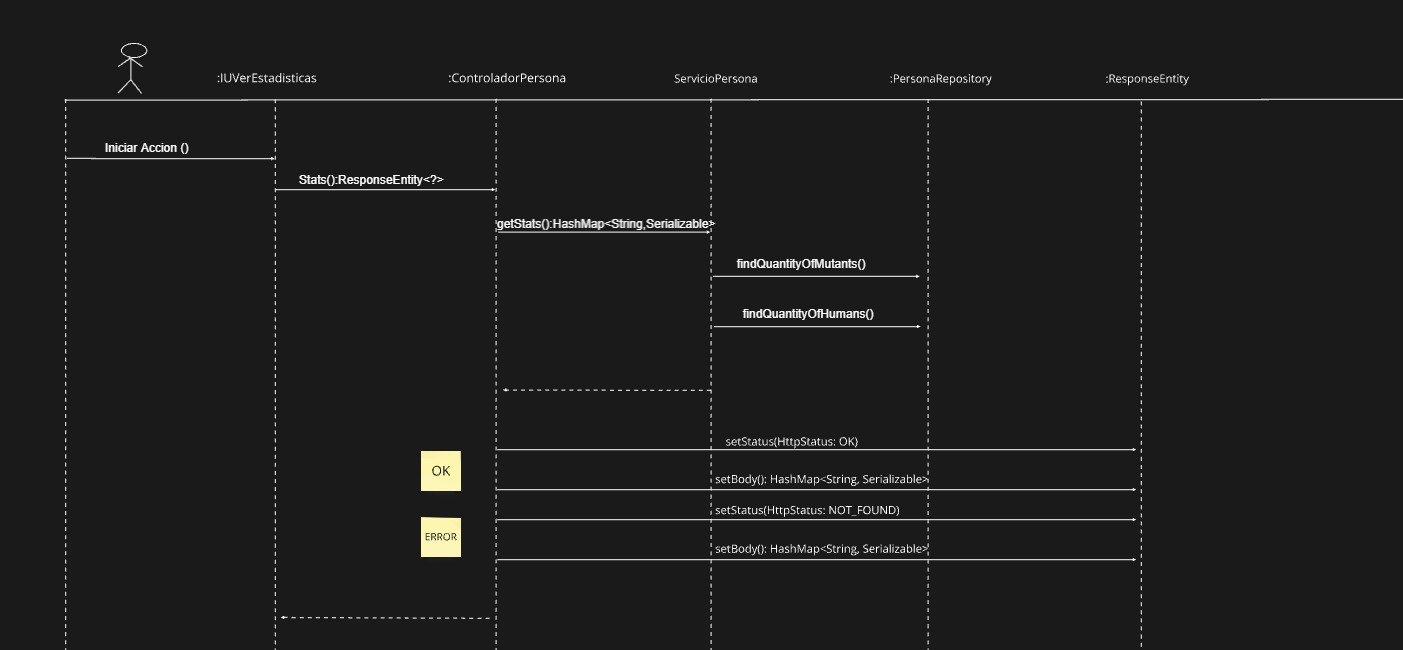 :IUVerEstadisticas
:ControladorPersona
ServicioPersona
:PersonaRepository
:ResponseEntity
Iniciar Accion ()
Stats():ResponseEntity<?>
getStats():HashMap<String,Serializable>
findQuantityOfMutants()
findQuantityOfHumans()
setStatus(HttpStatus: OK)
OK
setBody(): HashMap<String, Serializable>
setStatus(HttpStatus: NOT_FOUND)
ERROR
setBody(): HashMap<String, Serializable>